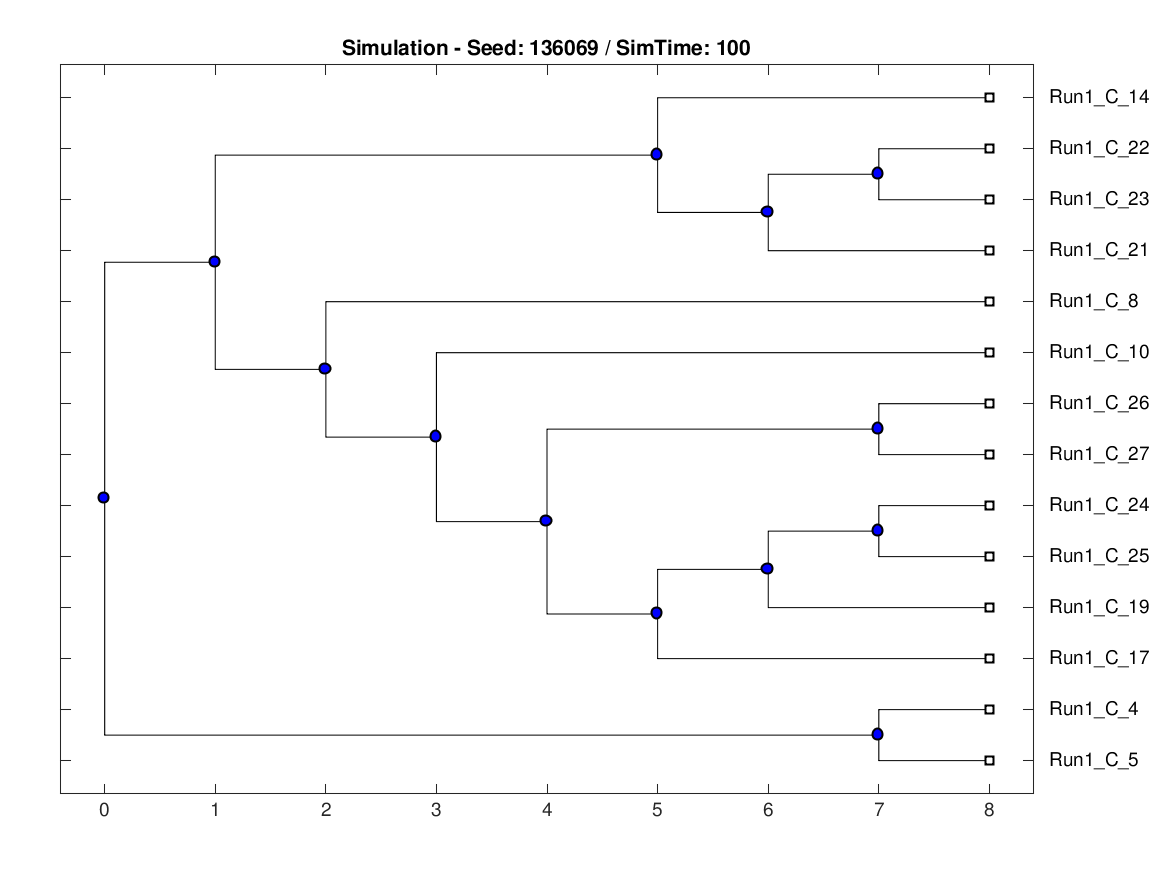 Simulation - Seed: 136069 / SimTime: 100
Run1_C_14
Run1_C_22
Run1_C_23
Run1_C_21
Run1_C_8
Run1_C_10
Run1_C_26
Run1_C_27
Run1_C_24
Run1_C_25
Run1_C_19
Run1_C_17
Run1_C_4
Run1_C_5
0 1 2 3 4 5 6 7 8